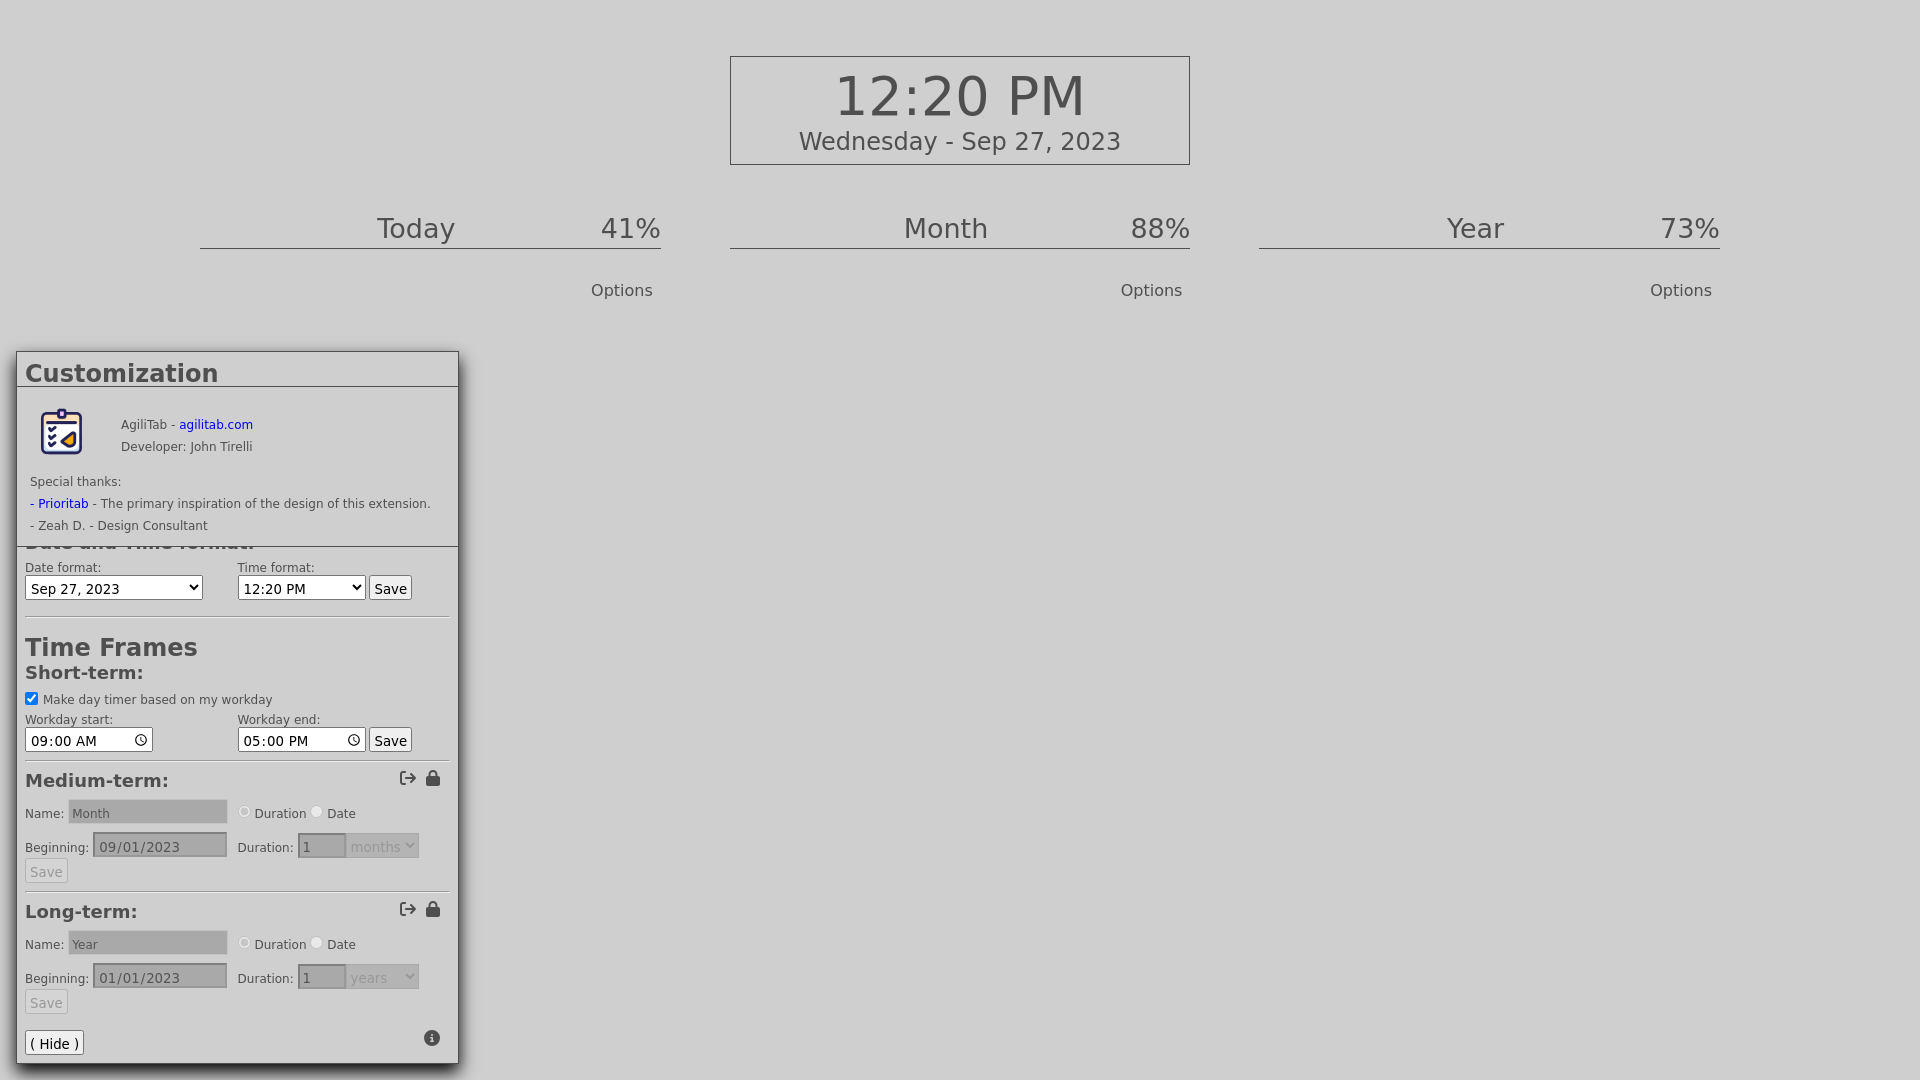 12:20 PM
Wednesday - Sep 27, 2023
Today 41%
Month 88%
Year 73%
Options
Options
Options
Customization
AgiliTab - agilitab.com
Developer: John Tirelli
Special thanks:
- Prioritab - The primary inspiration of the design of this extension.
- Zeah D. - Design Consultant
Date and Time format:
Date format: Time format:
Sep 27, 2023 12:20 PM Save
Time Frames
Short-term:
Make day timer based on my workday
Workday start: Workday end:
09:00 AM 05:00 PM Save
Medium-term:
Name: Month Duration Date
Beginning: 09/01/2023 Duration: 1 months
Save
Long-term:
Name: Year Duration Date
Beginning: 01/01/2023 Duration: 1 years
Save
( Hide )